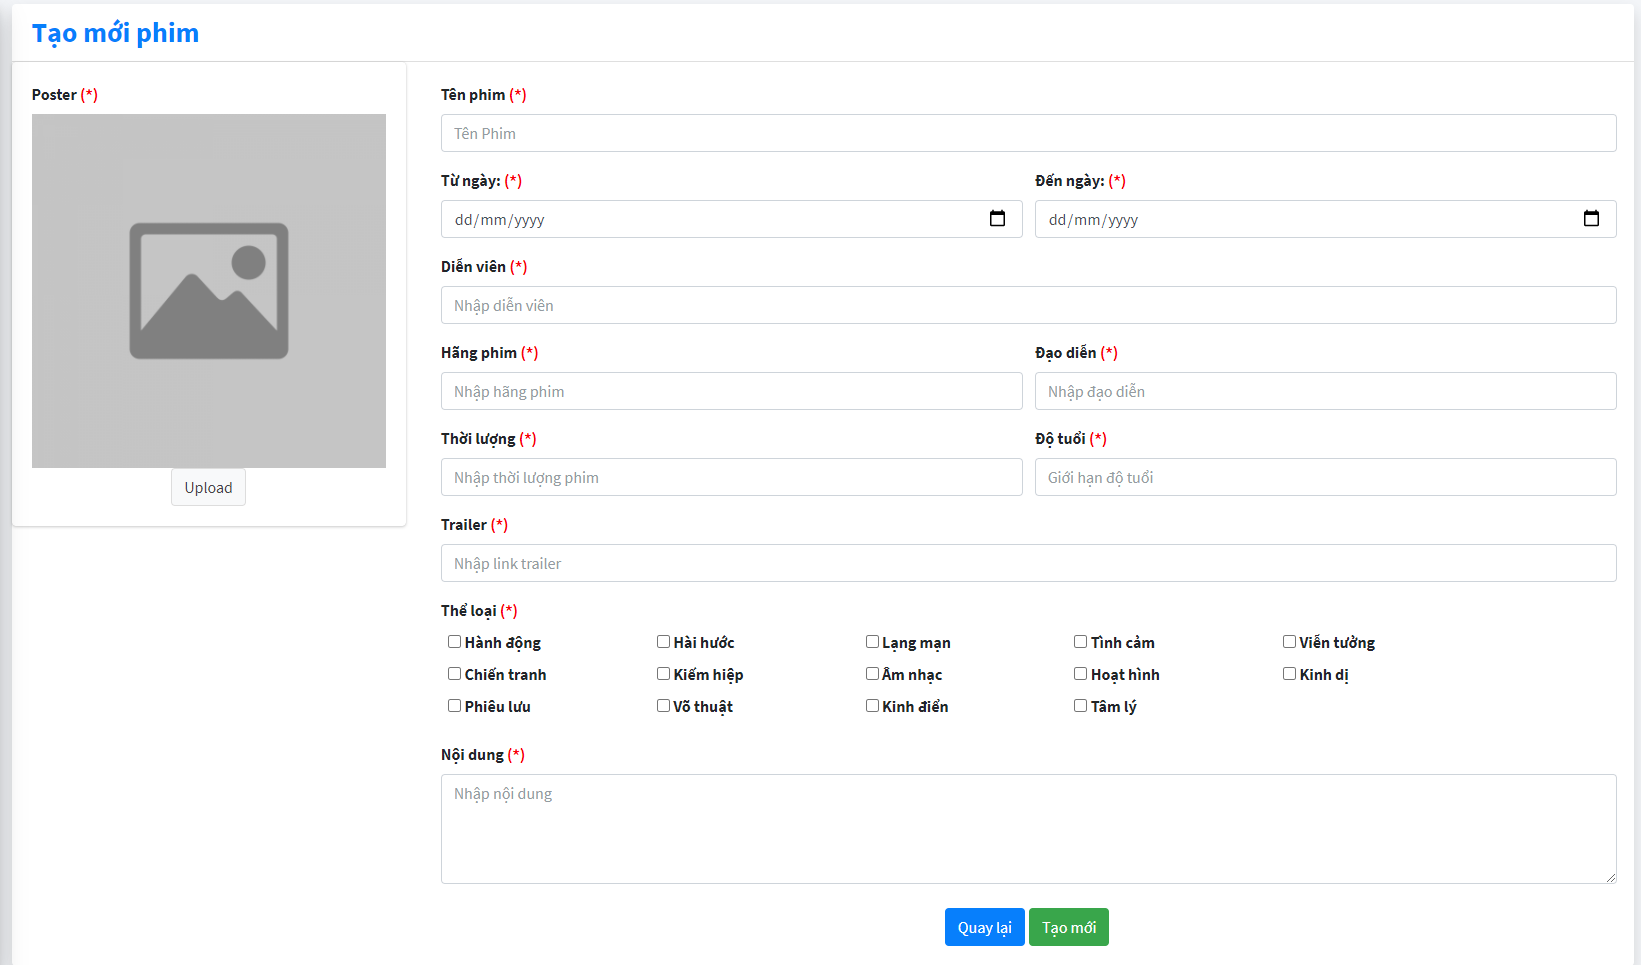 Tạo mới phim
Poster (*)
Upload
Tên phim (*)
Tên Phim
Từ ngày: (*) Đến ngày: (*)
dd/mm/yyyy dd/mm/yyyy
Diễn viên (*)
Nhập diễn viên
Hãng phim (*) Đạo diễn (*)
Nhập hãng phim Nhập đạo diễn
Thời lượng (*) Độ tuổi (*)
Nhập thời lượng phim Giới hạn độ tuổi
Trailer (*)
Nhập link trailer
Thể loại (*)
Hành động Hài hước Lạng mạn Tình cảm Viễn tưởng
Chiến tranh Kiếm hiệp Âm nhạc Hoạt hình Kinh dị
Phiêu lưu Võ thuật Kinh điển Tâm lý
Nội dung (*)
Nhập nội dung
Quay lại Tạo mới